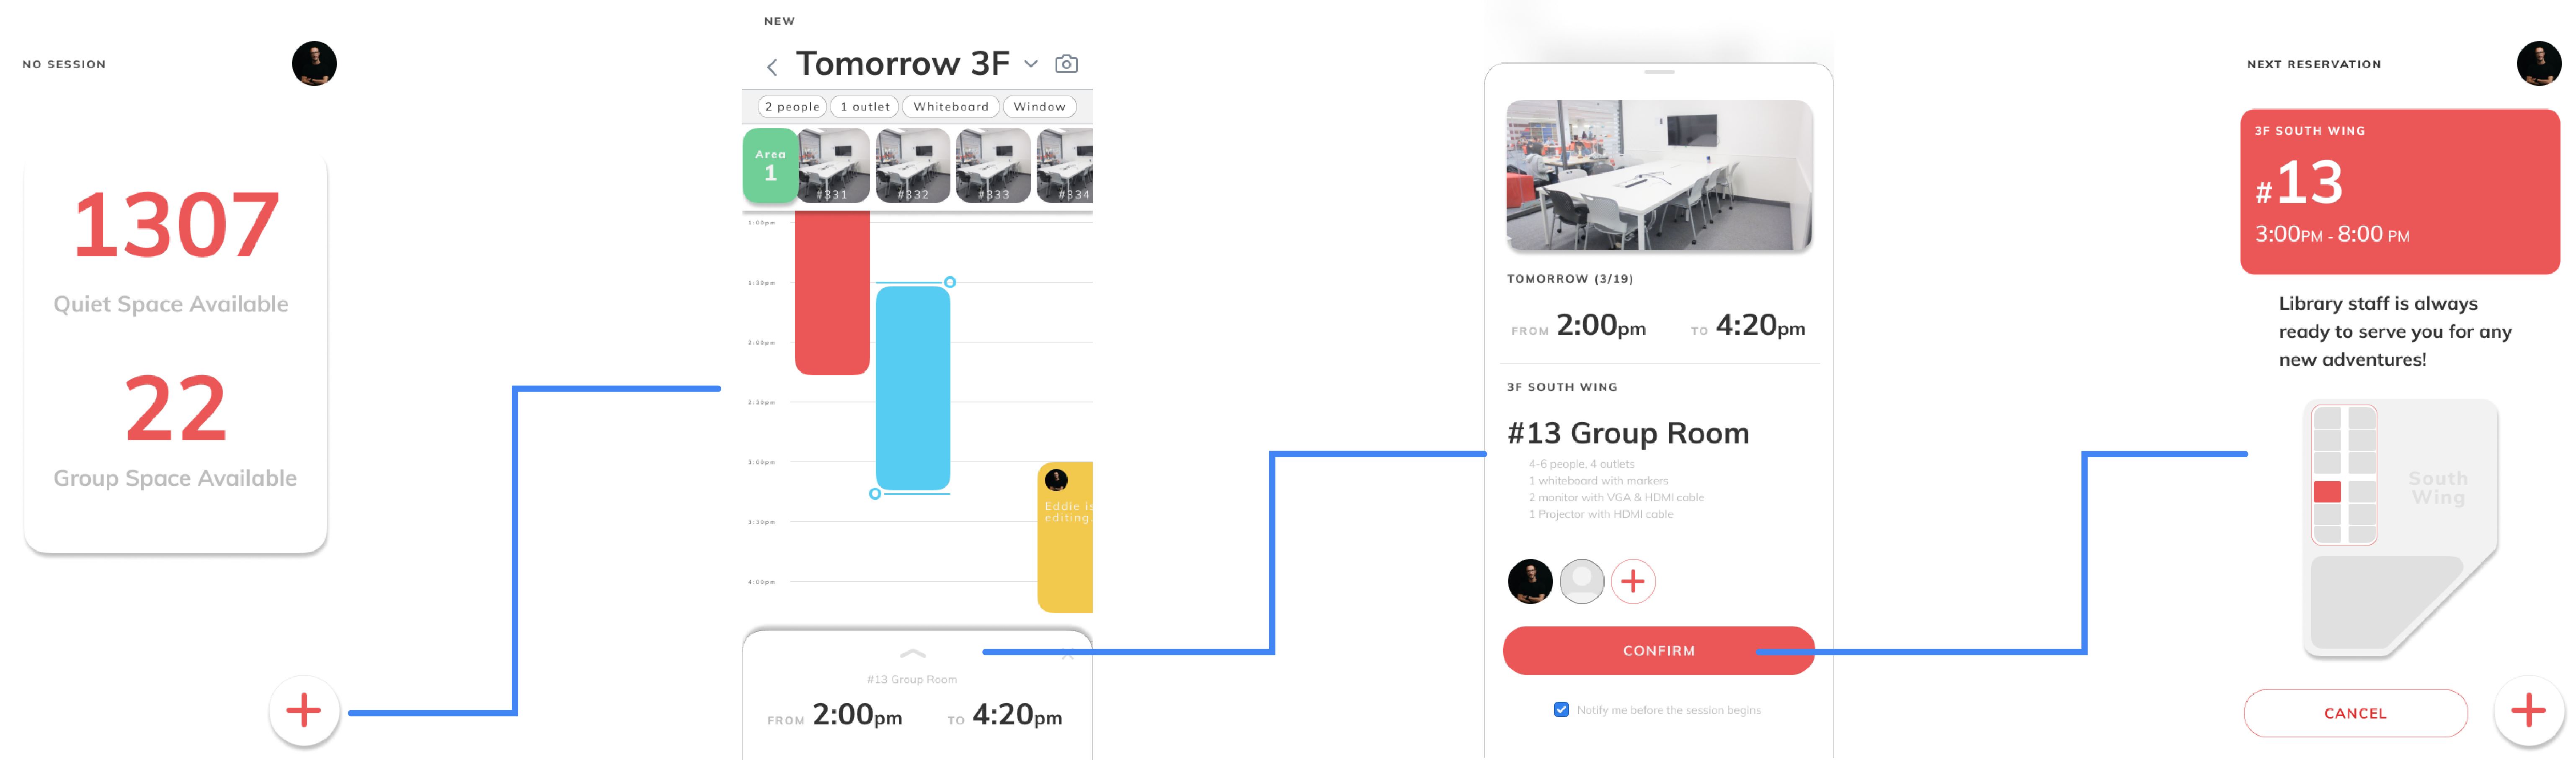 NO SESSION
1307
Quiet Space Available
22
Group Space Available
NEW
Tomorrow 3F
2 people
1 outlet
Whiteboard
Window
Area
1
#331
#332
#333
#334
1:00pm
1:30pm
2:00pm
2:30pm
3:00pm
3:30pm
4:00pm
Eddie is
editing.
#13 Group Room
FROM 2:00pm TO 4:20pm
TOMORROW (3/19)
FROM 2:00pm TO 4:20pm
3F SOUTH WING
#13 Group Room
4-6 people, 4 outlets
1 whiteboard with markers
2 monitor with VGA & HDMI cable
1 Projector with HDMI cable
CONFIRM
Notify me before the session begins
NEXT RESERVATION
3F SOUTH WING
#13
3:00PM - 8:00 PM
Library staff is always
ready to serve you for any
new adventures!
South
Wing
CANCEL